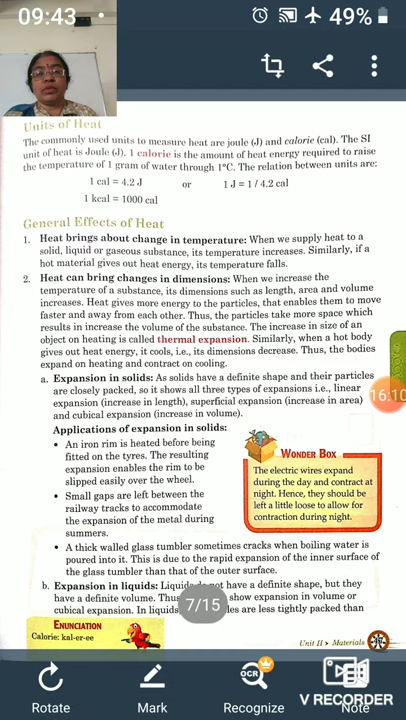 09:43
49%
Units of Heat
The commonly used units to measure heat are joule (J) and calorie (cal). The SI
unit of heat is Joule (J). 1 calorie is the amount of heat energy required to raise
the temperature of 1 gram of water through 1°C. The relation between units are:
1 cal = 4.2 J or 1 J = 1 / 4.2 cal
1 kcal = 1000 cal
General Effects of Heat
1. Heat brings about change in temperature: When we supply heat to a
solid, liquid or gaseous substance, its temperature increases. Similarly, if a
hot material gives out heat energy, its temperature falls.
2. Heat can bring changes in dimensions: When we increase the
temperature of a substance, its dimensions such as length, area and volume
increases. Heat gives more energy to the particles, that enables them to move
faster and away from each other. Thus, the particles take more space which
results in increase the volume of the substance. The increase in size of an
object on heating is called thermal expansion. Similarly, when a hot body
gives out heat energy, it cools, i.e., its dimensions decrease. Thus, the bodies
expand on heating and contract on cooling.
16:10
a. Expansion in solids: As solids have a definite shape and their particles
are closely packed, so it shows all three types of expansions i.e., linear
expansion (increase in length), superficial expansion (increase in area)
and cubical expansion (increase in volume).
Applications of expansion in solids:
• An iron rim is heated before being
fitted on the tyres. The resulting
expansion enables the rim to be
slipped easily over the wheel.
• Small gaps are left between the
railway tracks to accommodate
the expansion of the metal during
summers.
WONDER BOX
The electric wires expand
during the day and contract at
night. Hence, they should be
left a little loose to allow for
contraction during night.
• A thick walled glass tumbler sometimes cracks when boiling water is
poured into it. This is due to the rapid expansion of the inner surface of
the glass tumbler than that of the outer surface.
b. Expansion in liquids: not have a definite shape, but they
have a definite volume. show expansion in volume or
cubical expansion. In liquids are less tightly packed than
7/15
ENUNCIATION
Calorie: kal-er-ee
Unit II > Materials
Rotate
Mark
OCR
Recognize
Note
V RECORDER